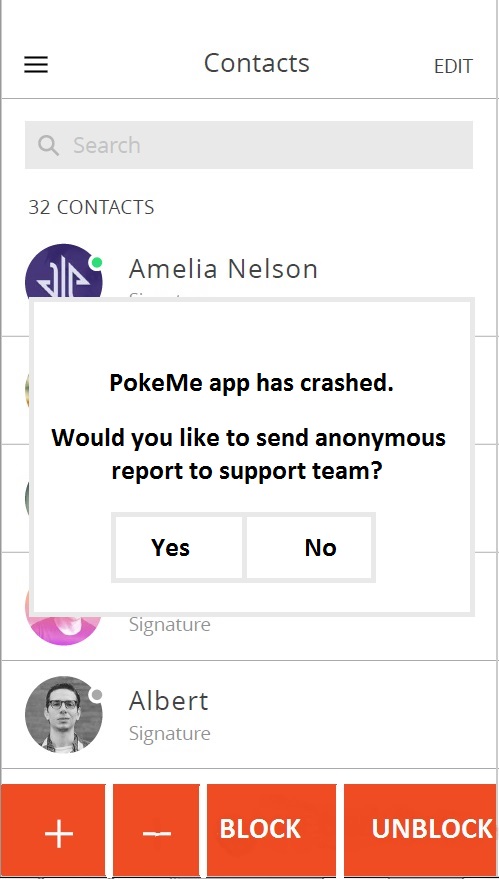 Contacts
EDIT
Search
32 CONTACTS
Amelia Nelson
PokeMe app has crashed.
Would you like to send anonymous
report to support team?
Yes
No
Signature
Albert
Signature
+
-
BLOCK
UNBLOCK